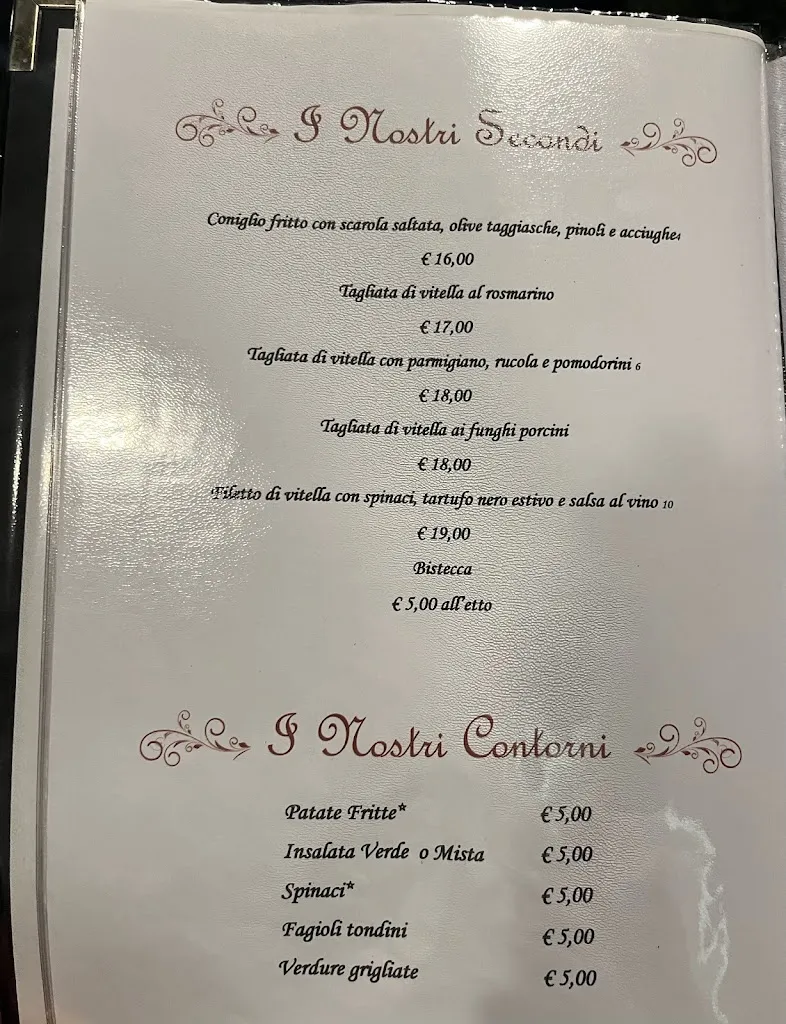 I Nostri Secondi
Coniglio fritto con scarola saltata, olive taggiasche, pinoli e acciughe4
€ 16,00
Tagliata di vitella al rosmarino
€ 17,00
Tagliata di vitella con parmigiano, rucola e pomodorini 6
€ 18,00
Tagliata di vitella ai funghi porcini
€ 18,00
Filetto di vitella con spinaci, tartufo nero estivo e salsa al vino 10
€ 19,00
Bistecca
€ 5,00 all'etto
I Nostri Contorni
Patate Fritte* € 5,00
Insalata Verde o Mista € 5,00
Spinaci* € 5,00
Fagioli tondini € 5,00
Verdure grigliate € 5,00